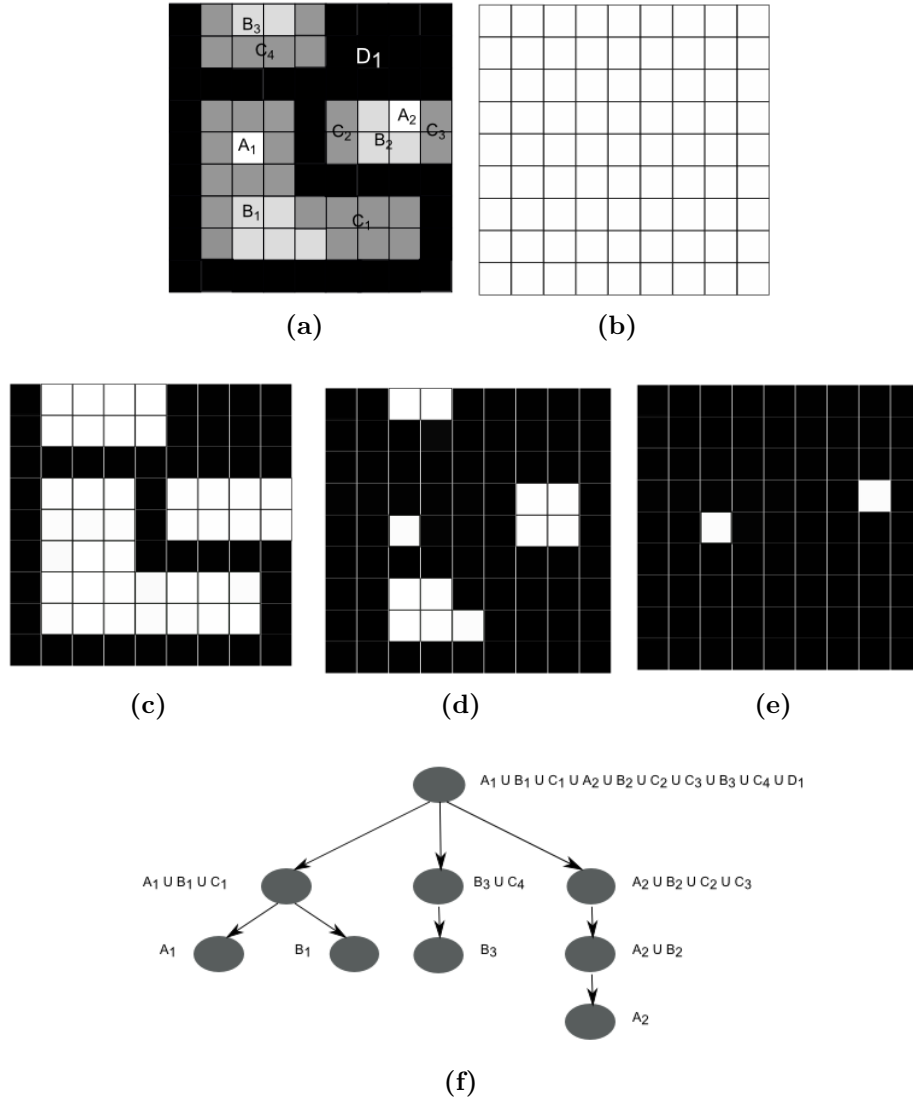 B3
C4
D1
A2
C2
C3
B2
A1
B1
C1
(a) (b)
(c) (d) (e)
A1 U B1 U C1 U A2 U B2 U C2 U C3 U B3 U C4 U D1
A1 U B1 U C1 B3 U C4 A2 U B2 U C2 U C3
A1 B1 B3 A2 U B2
A2
(f)